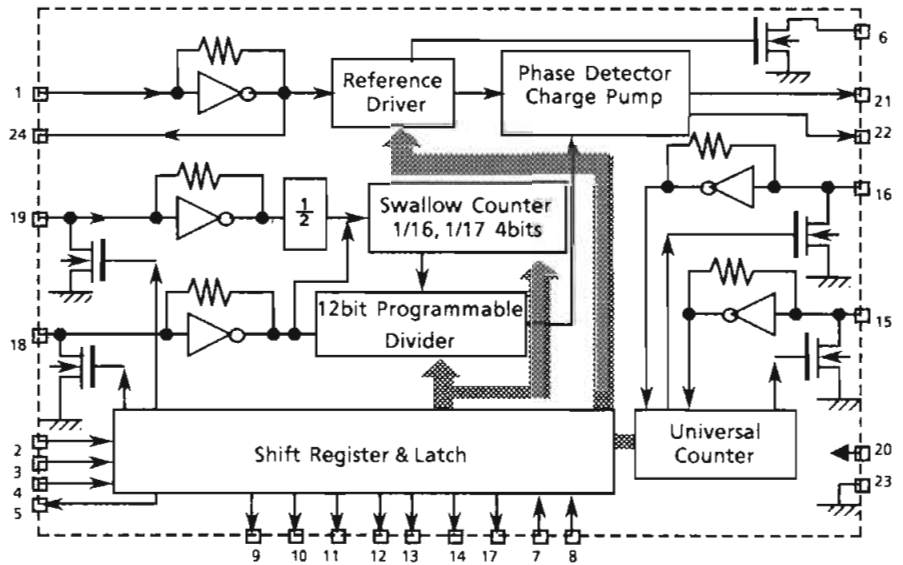 6
Reference
Driver
Phase Detector
Charge Pump
1
21
24
22
19
1
2
Swallow Counter
1/16, 1/17 4bits
16
18
12bit Programmable
Divider
15
2
3
4
5
Shift Register & Latch
Universal
Counter
20
23
9 10 11 12 13 14 17 7 8